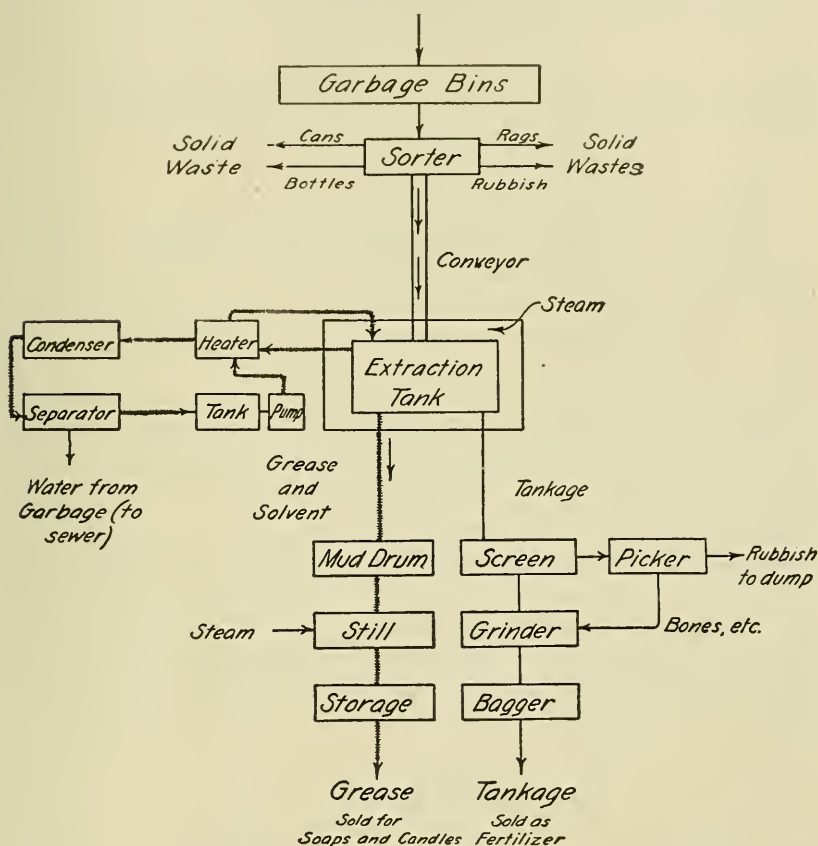 Garbage Bins
Solid
Waste
Cans
Bottles
Sorter
Rags
Rubbish
Solid
Wastes
Conveyor
Steam
Condenser
Heater
Extraction
Tank
Separator
Tank
Pump
Water from
Garbage (to
sewer)
Grease
and
Solvent
Tankage
Mud Drum
Screen
Picker
Rubbish
to dump
Steam
Still
Grinder
Bones, etc.
Storage
Bagger
Grease
Sold for
Soaps and Candles
Tankage
Sold as
Fertilizer